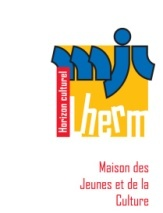 mjc
Horizon culturel
Lherm
Maison des
Jeunes et de la
Culture